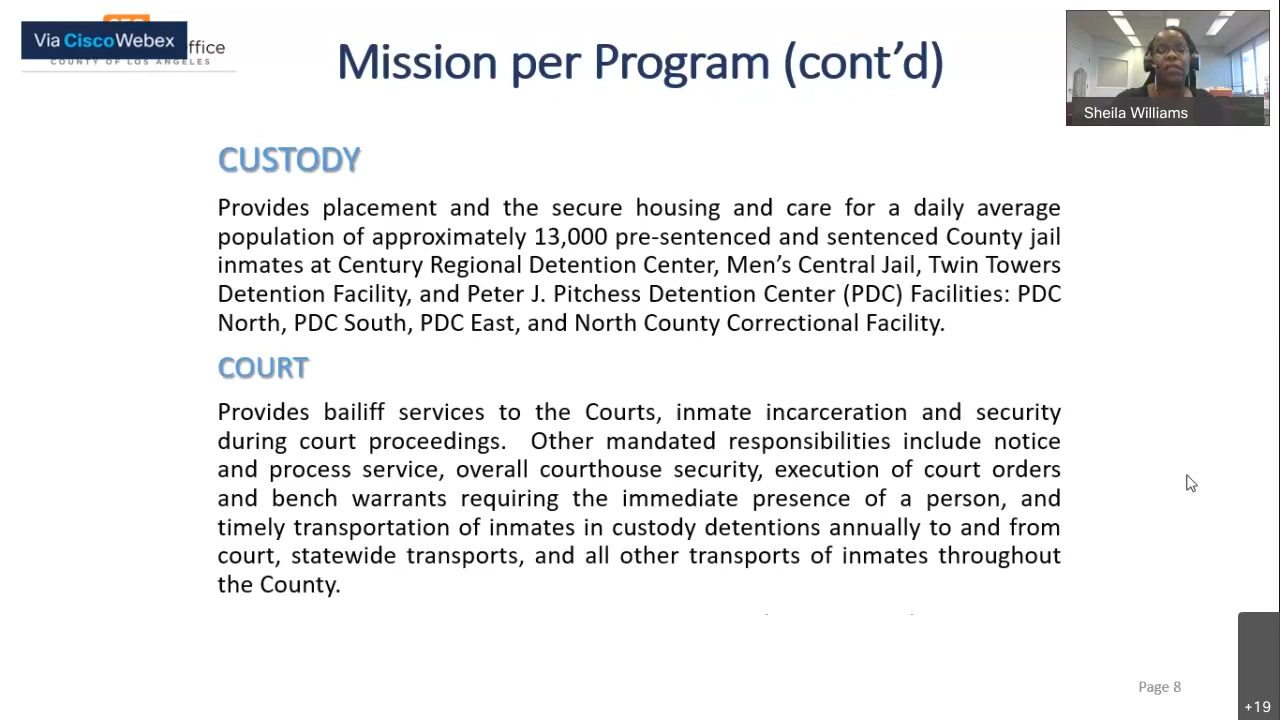 Via CiscoWebex
ffice
COUNTY OF LOS ANGELES
Mission per Program (cont’d)
Sheila Williams
CUSTODY
Provides placement and the secure housing and care for a daily average
population of approximately 13,000 pre-sentenced and sentenced County jail
inmates at Century Regional Detention Center, Men’s Central Jail, Twin Towers
Detention Facility, and Peter J. Pitchess Detention Center (PDC) Facilities: PDC
North, PDC South, PDC East, and North County Correctional Facility.
COURT
Provides bailiff services to the Courts, inmate incarceration and security
during court proceedings.  Other mandated responsibilities include notice
and process service, overall courthouse security, execution of court orders
and bench warrants requiring the immediate presence of a person, and
timely transportation of inmates in custody detentions annually to and from
court, statewide transports, and all other transports of inmates throughout
the County.
Page 8
+19